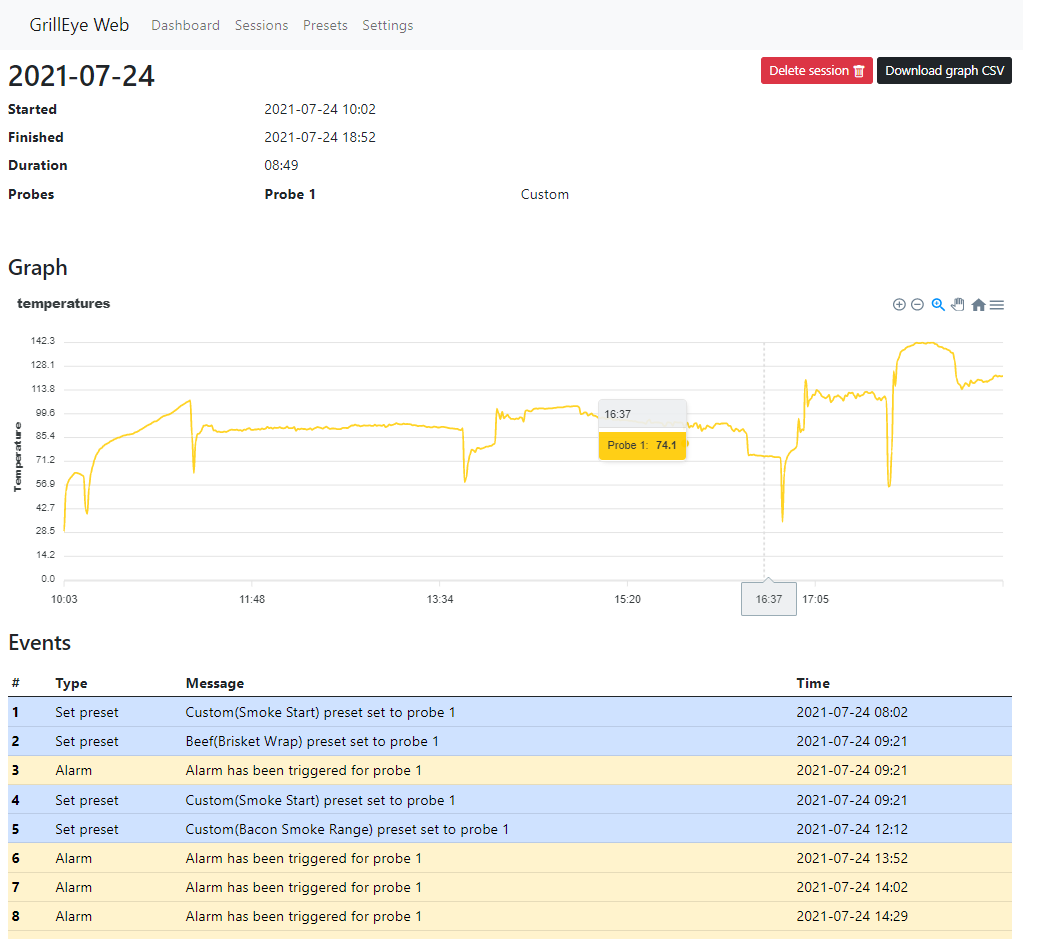 GrillEye Web Dashboard Sessions Presets Settings
2021-07-24 Delete session Download graph CSV
Started 2021-07-24 10:02
Finished 2021-07-24 18:52
Duration 08:49
Probes Probe 1 Custom
Graph
temperatures
142.3
128.1
113.8
99.6
85.4
71.2
56.9
42.7
28.5
14.2
0.0
Temperature
16:37
Probe 1: 74.1
10:03 11:48 13:34 15:20 16:37 17:05
Events
# Type Message Time
1 Set preset Custom(Smoke Start) preset set to probe 1 2021-07-24 08:02
2 Set preset Beef(Brisket Wrap) preset set to probe 1 2021-07-24 09:21
3 Alarm Alarm has been triggered for probe 1 2021-07-24 09:21
4 Set preset Custom(Smoke Start) preset set to probe 1 2021-07-24 09:21
5 Set preset Custom(Bacon Smoke Range) preset set to probe 1 2021-07-24 12:12
6 Alarm Alarm has been triggered for probe 1 2021-07-24 13:52
7 Alarm Alarm has been triggered for probe 1 2021-07-24 14:02
8 Alarm Alarm has been triggered for probe 1 2021-07-24 14:29